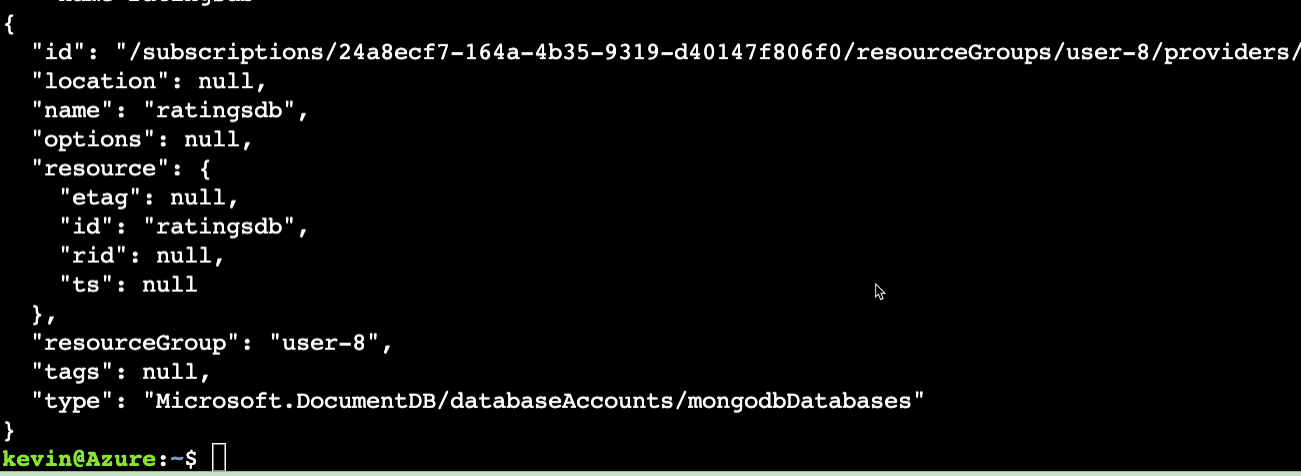 {
  "id": "/subscriptions/24a8ecf7-164a-4b35-9319-d40147f806f0/resourceGroups/user-8/providers/
  "location": null,
  "name": "ratingsdb",
  "options": null,
  "resource": {
    "etag": null,
    "id": "ratingsdb",
    "rid": null,
    "ts": null
  },
  "resourceGroup": "user-8",
  "tags": null,
  "type": "Microsoft.DocumentDB/databaseAccounts/mongodbDatabases"
}
kevin@Azure:~$